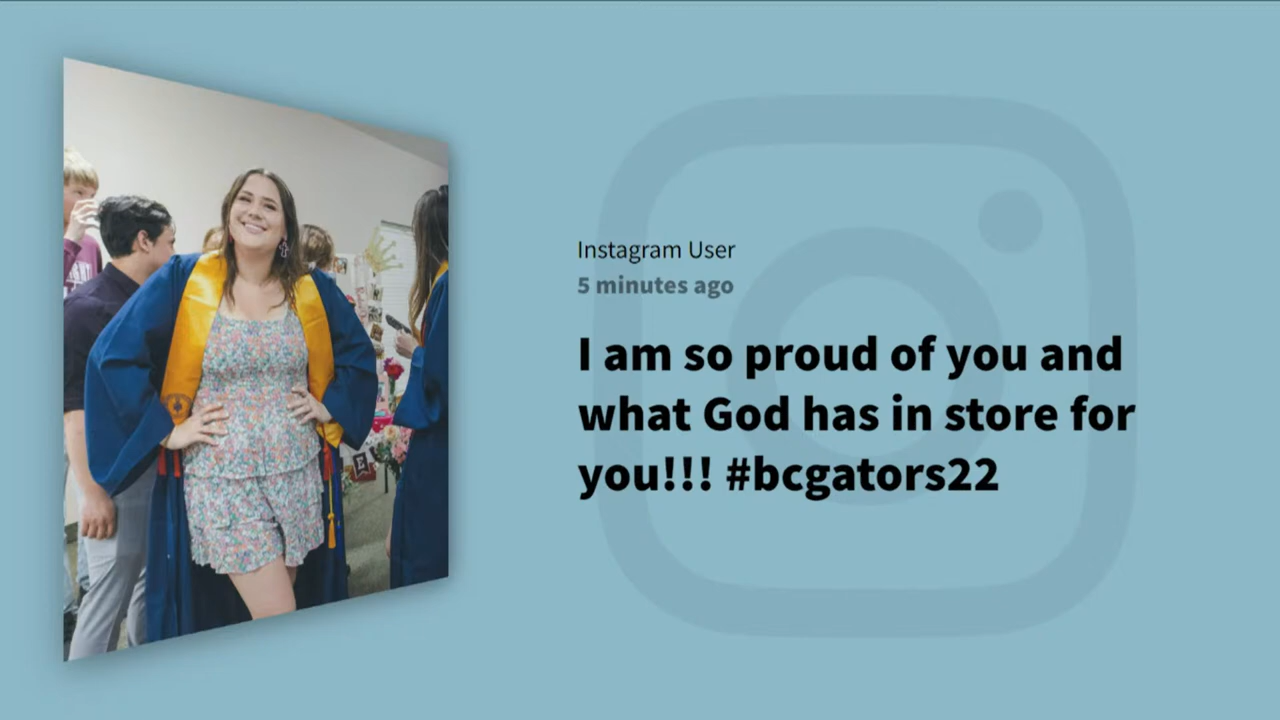 Instagram User
5 minutes ago
I am so proud of you and
what God has in store for
you!!! #bcgators22